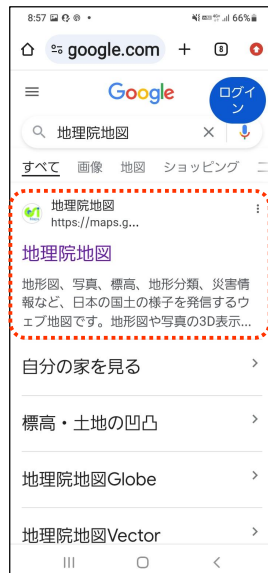 8:57
66%
google.com
8
Google
ログイ
ン
地理院地図
すべて 画像 地図 ショッピング
地理院地図
https://maps.g...
地理院地図
地形図、写真、標高、地形分類、災害情
報など、日本の国土の様子を発信するウ
ェブ地図です。地形図や写真の3D表示...
自分の家を見る
標高・土地の凹凸
地理院地図Globe
地理院地図Vector